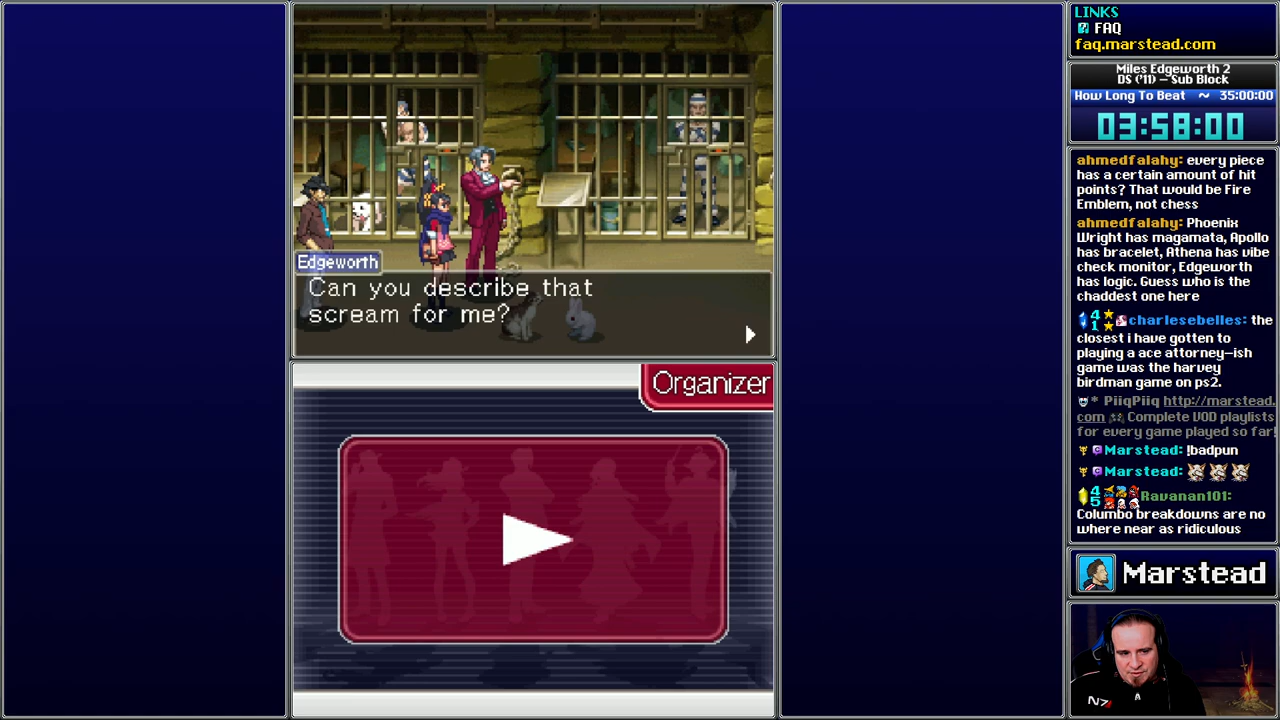 LINKS
FAQ
faq.marstead.com
Miles Edgeworth 2
DS ('11) – Sub Block
How Long To Beat ~ 35:00:00
03:58:00
ahmedfalahy: every piece
has a certain amount of hit
points? That would be Fire
Emblem, not chess
ahmedfalahy: Phoenix
Wright has magamata, Apollo
has bracelet, Athena has vibe
check monitor, Edgeworth
has logic. Guess who is the
chaddest one here
41 charlesebelles: the
closest i have gotten to
playing a ace attorney-ish
game was the harvey
birdman game on ps2.
* PiiqPiiq http://marstead.
com Complete VOD playlists
for every game played so far!
Marstead: !badpun
Marstead:
45 Ravanan101:
Columbo breakdowns are no
where near as ridiculous
Marstead
Edgeworth
Can you describe that
scream for me?
Organizer